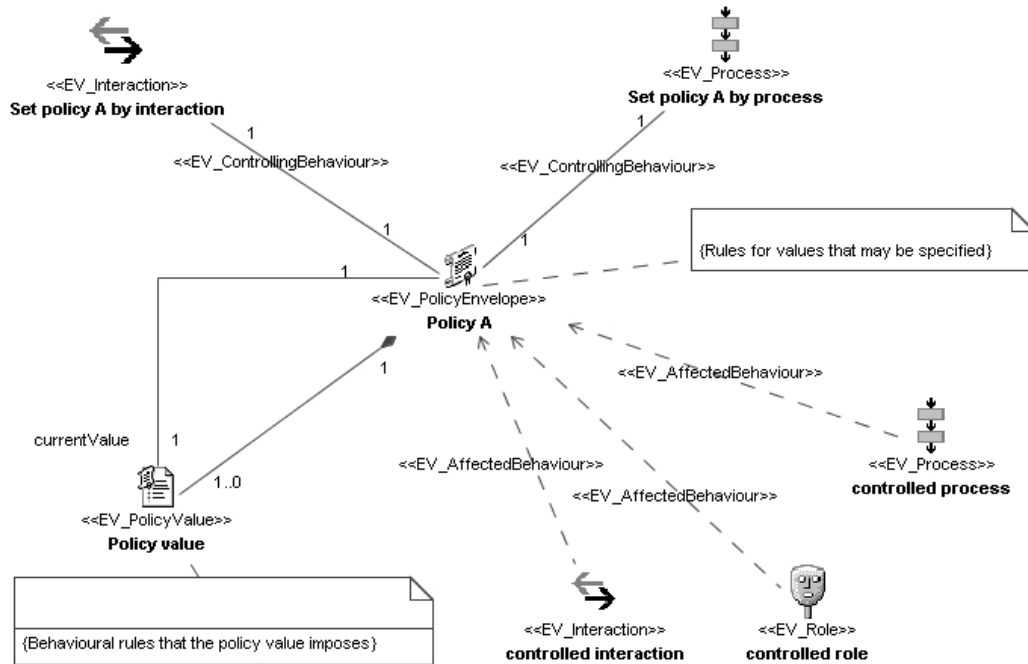 <<EV_Interaction>>
Set policy A by interaction
<<EV_Process>>
Set policy A by process
1
1
<<EV_ControllingBehaviour>>
<<EV_ControllingBehaviour>>
1
1
{Rules for values that may be specified}
1
<<EV_PolicyEnvelope>>
Policy A
1
<<EV_AffectedBehaviour>>
currentValue
1
<<EV_AffectedBehaviour>>
<<EV_Process>>
controlled process
1..0
<<EV_AffectedBehaviour>>
<<EV_PolicyValue>>
Policy value
{Behavioural rules that the policy value imposes}
<<EV_Interaction>>
controlled interaction
<<EV_Role>>
controlled role